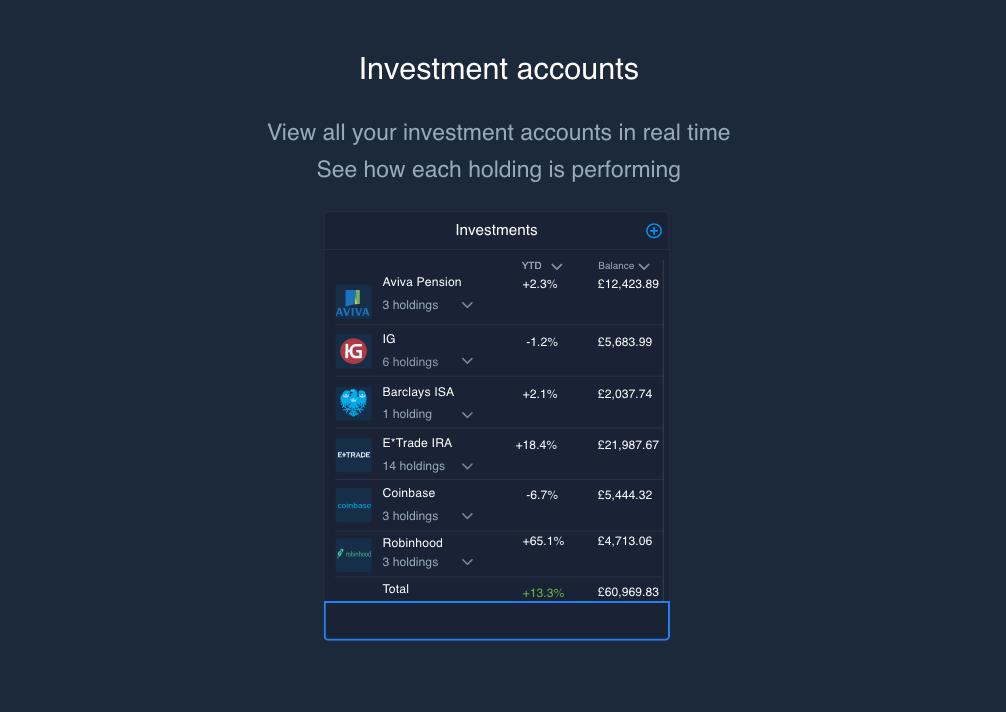 Investment accounts
View all your investment accounts in real time
See how each holding is performing
Investments
YTD Balance
Aviva Pension +2.3% £12,423.89
AVIVA 3 holdings
IG -1.2% £5,683.99
IG 6 holdings
Barclays ISA +2.1% £2,037.74
1 holding
E*Trade IRA +18.4% £21,987.67
E*TRADE 14 holdings
Coinbase -6.7% £5,444.32
coinbase 3 holdings
Robinhood +65.1% £4,713.06
robinhood 3 holdings
Total +13.3% £60,969.83